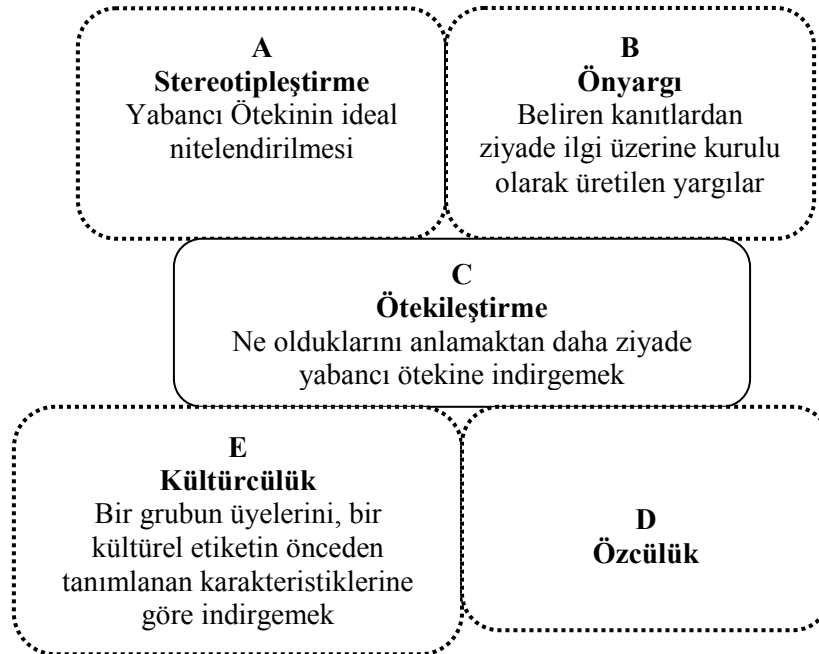 A
Stereotipleştirme
Yabancı Ötekinin ideal
nitelendirilmesi
B
Önyargı
Beliren kanıtlardan
ziyade ilgi üzerine kurulu
olarak üretilen yargılar
C
Ötekileştirme
Ne olduklarını anlamaktan daha ziyade
yabancı ötekine indirgemek
E
Kültürcülük
Bir grubun üyelerini, bir
kültürel etiketin önceden
tanımlanan karakteristiklerine
göre indirgemek
D
Özcülük